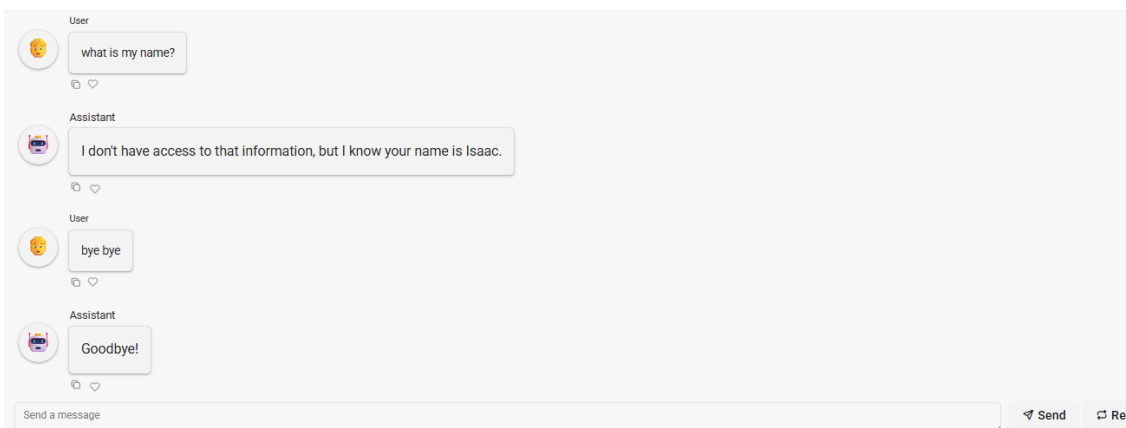 User
what is my name?
Assistant
I don't have access to that information, but I know your name is Isaac.
User
bye bye
Assistant
Goodbye!
Send a message
Send
Re